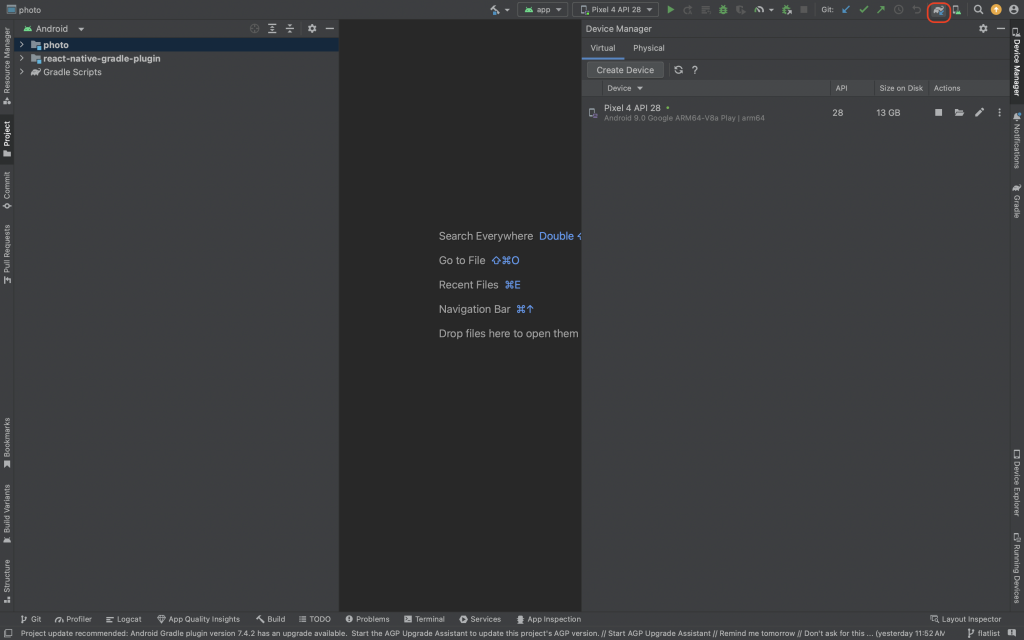 photo
app
Pixel 4 API 28
Git:
Android
photo
react-native-gradle-plugin
Gradle Scripts
Resource Manager
Project
Commit
Pull Requests
Bookmarks
Build Variants
Structure
Search Everywhere Double
Go to File ⇧⌘O
Recent Files ⌘E
Navigation Bar ⌘↑
Drop files here to open them
Device Manager
Virtual
Physical
Create Device
?
Device
API
Size on Disk
Actions
Pixel 4 API 28
28
13 GB
Android 9.0 Google ARM64-V8a Play | arm64
Device Manager
Notifications
Gradle
Device Explorer
Running Devices
Git
Profiler
Logcat
App Quality Insights
Build
TODO
Problems
Terminal
Services
App Inspection
Layout Inspector
Project update recommended: Android Gradle plugin version 7.4.2 has an upgrade available. Start the AGP Upgrade Assistant to update this project's AGP version. // Start AGP Upgrade Assistant // Remind me tomorrow // Don't ask for this ... (yesterday 11:52 AM)
flatlist